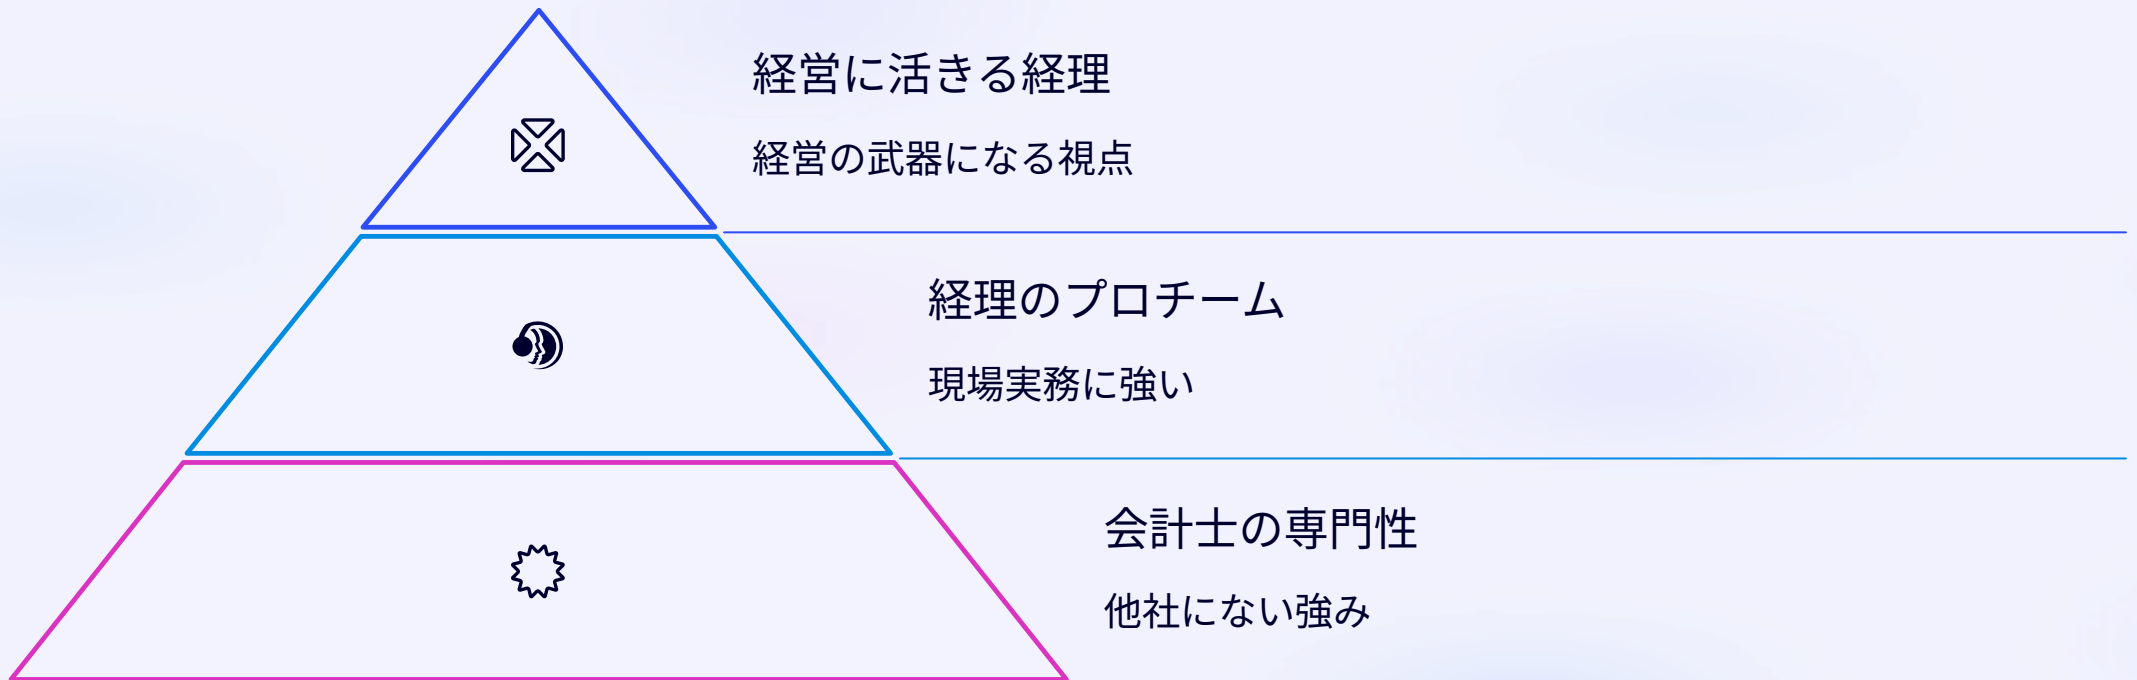 経営に活きる経理
経営の武器になる視点
経理のプロチーム
現場実務に強い
会計士の専門性
他社にない強み